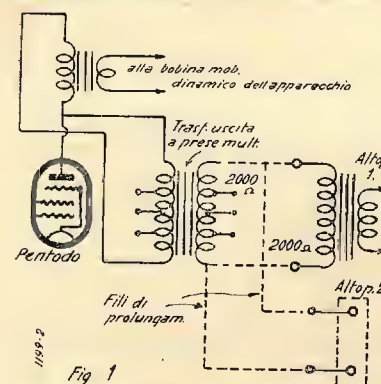 alla bobina mob.
dinamico dell'apparecchio
Trasf. uscita
a prese mult.
2000
Ω
2000Ω
Altop.
1.
Pentodo
Altop. 2
Fili di
prolungam.
1199-2
Fig 1